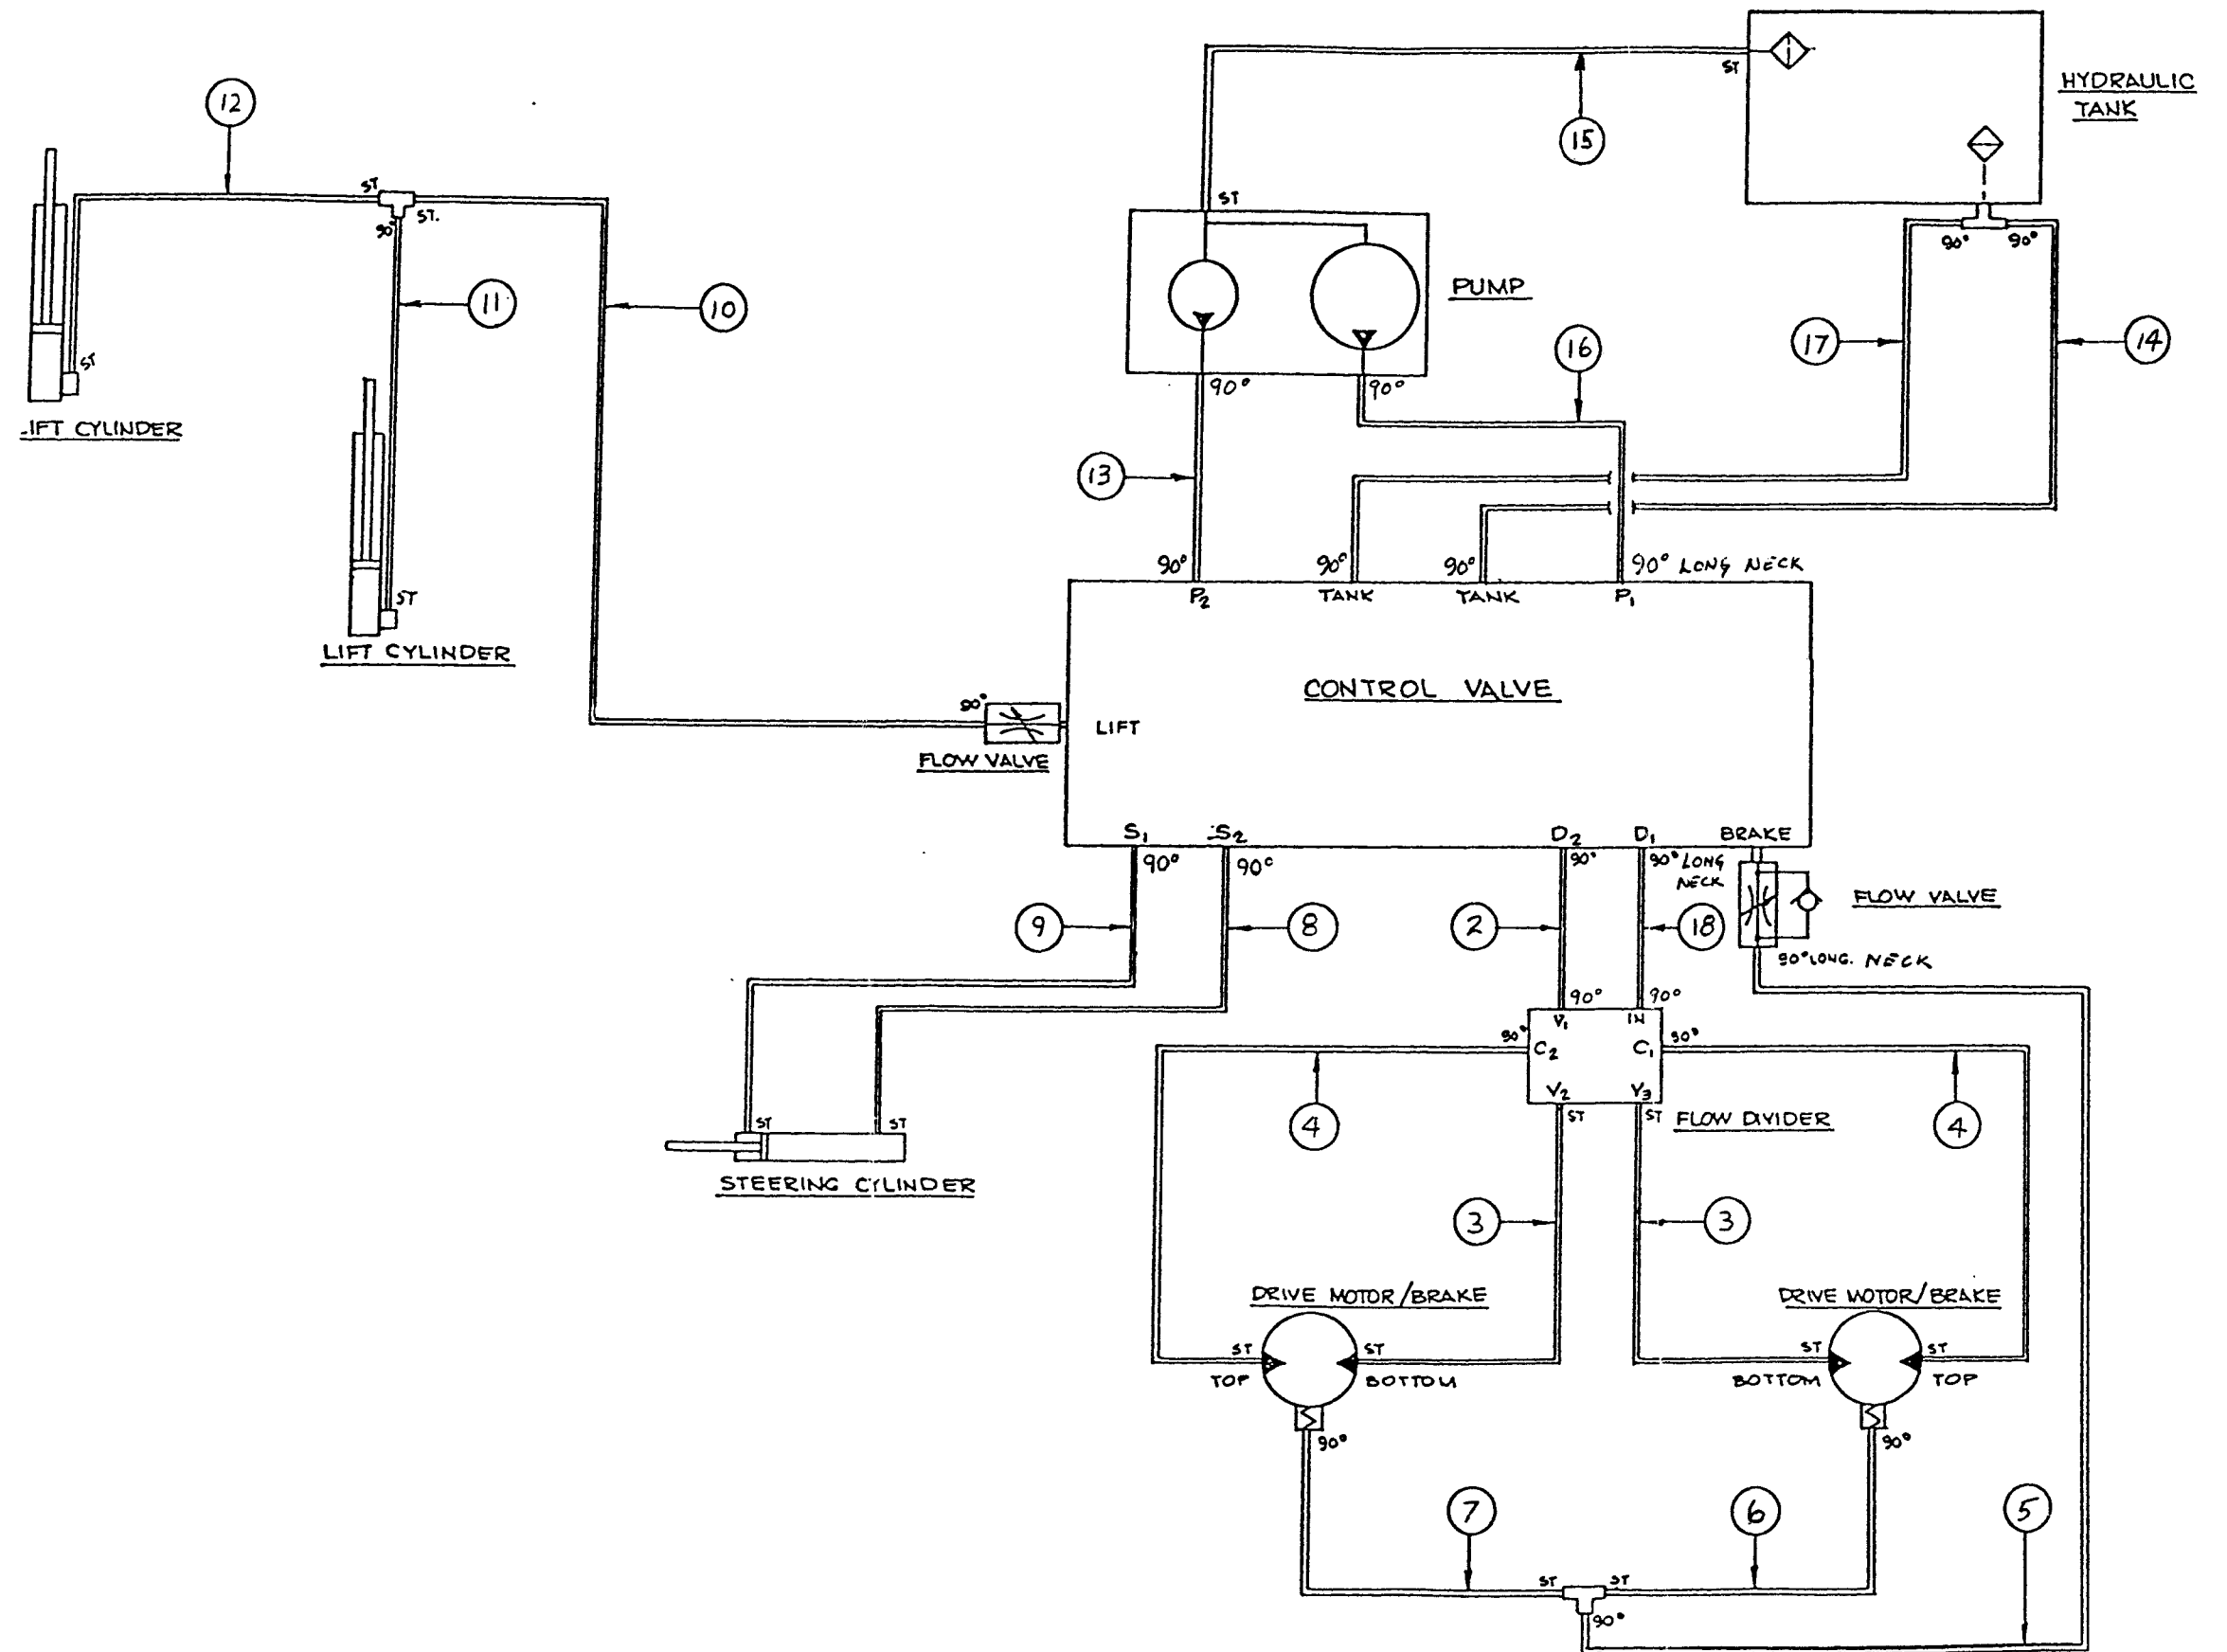 HYDRAULIC
TANK
ST
15
12
ST
ST.
90°
ST
PUMP
90° 90°
11
10
16
17
14
ST
90° 90°
-IFT CYLINDER
13
ST
90° 90° 90° 90° LONG NECK
P2 TANK TANK P1
LIFT CYLINDER
CONTROL VALVE
90°
LIFT
FLOW VALVE
S1 S2 D2 D1 BRAKE
90° 90° 90° 90° LONG
NECK
FLOW VALVE
9 8 2 18
90° LONG. NECK
90° 90°
V1 IN
90° C2 C1 90°
V2 V3
ST ST FLOW DIVIDER
4 4
ST ST
STEERING CYLINDER
3 3
DRIVE MOTOR/BRAKE DRIVE MOTOR/BRAKE
ST ST ST ST
TOP BOTTOM BOTTOM TOP
90° 90°
7 6 5
ST ST
90°